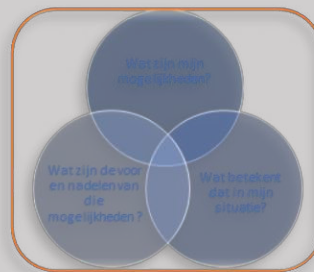 Wat zijn mijn
mogelijkheden?
Wat zijn de voor
en nadelen van
die
mogelijkheden ?
Wat betekent
dat in mijn
situatie?